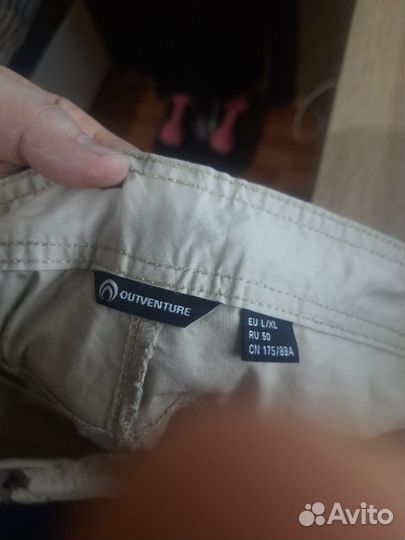 OUTVENTURE
EU L/XL
RU 50
CN 175/88A
Avito